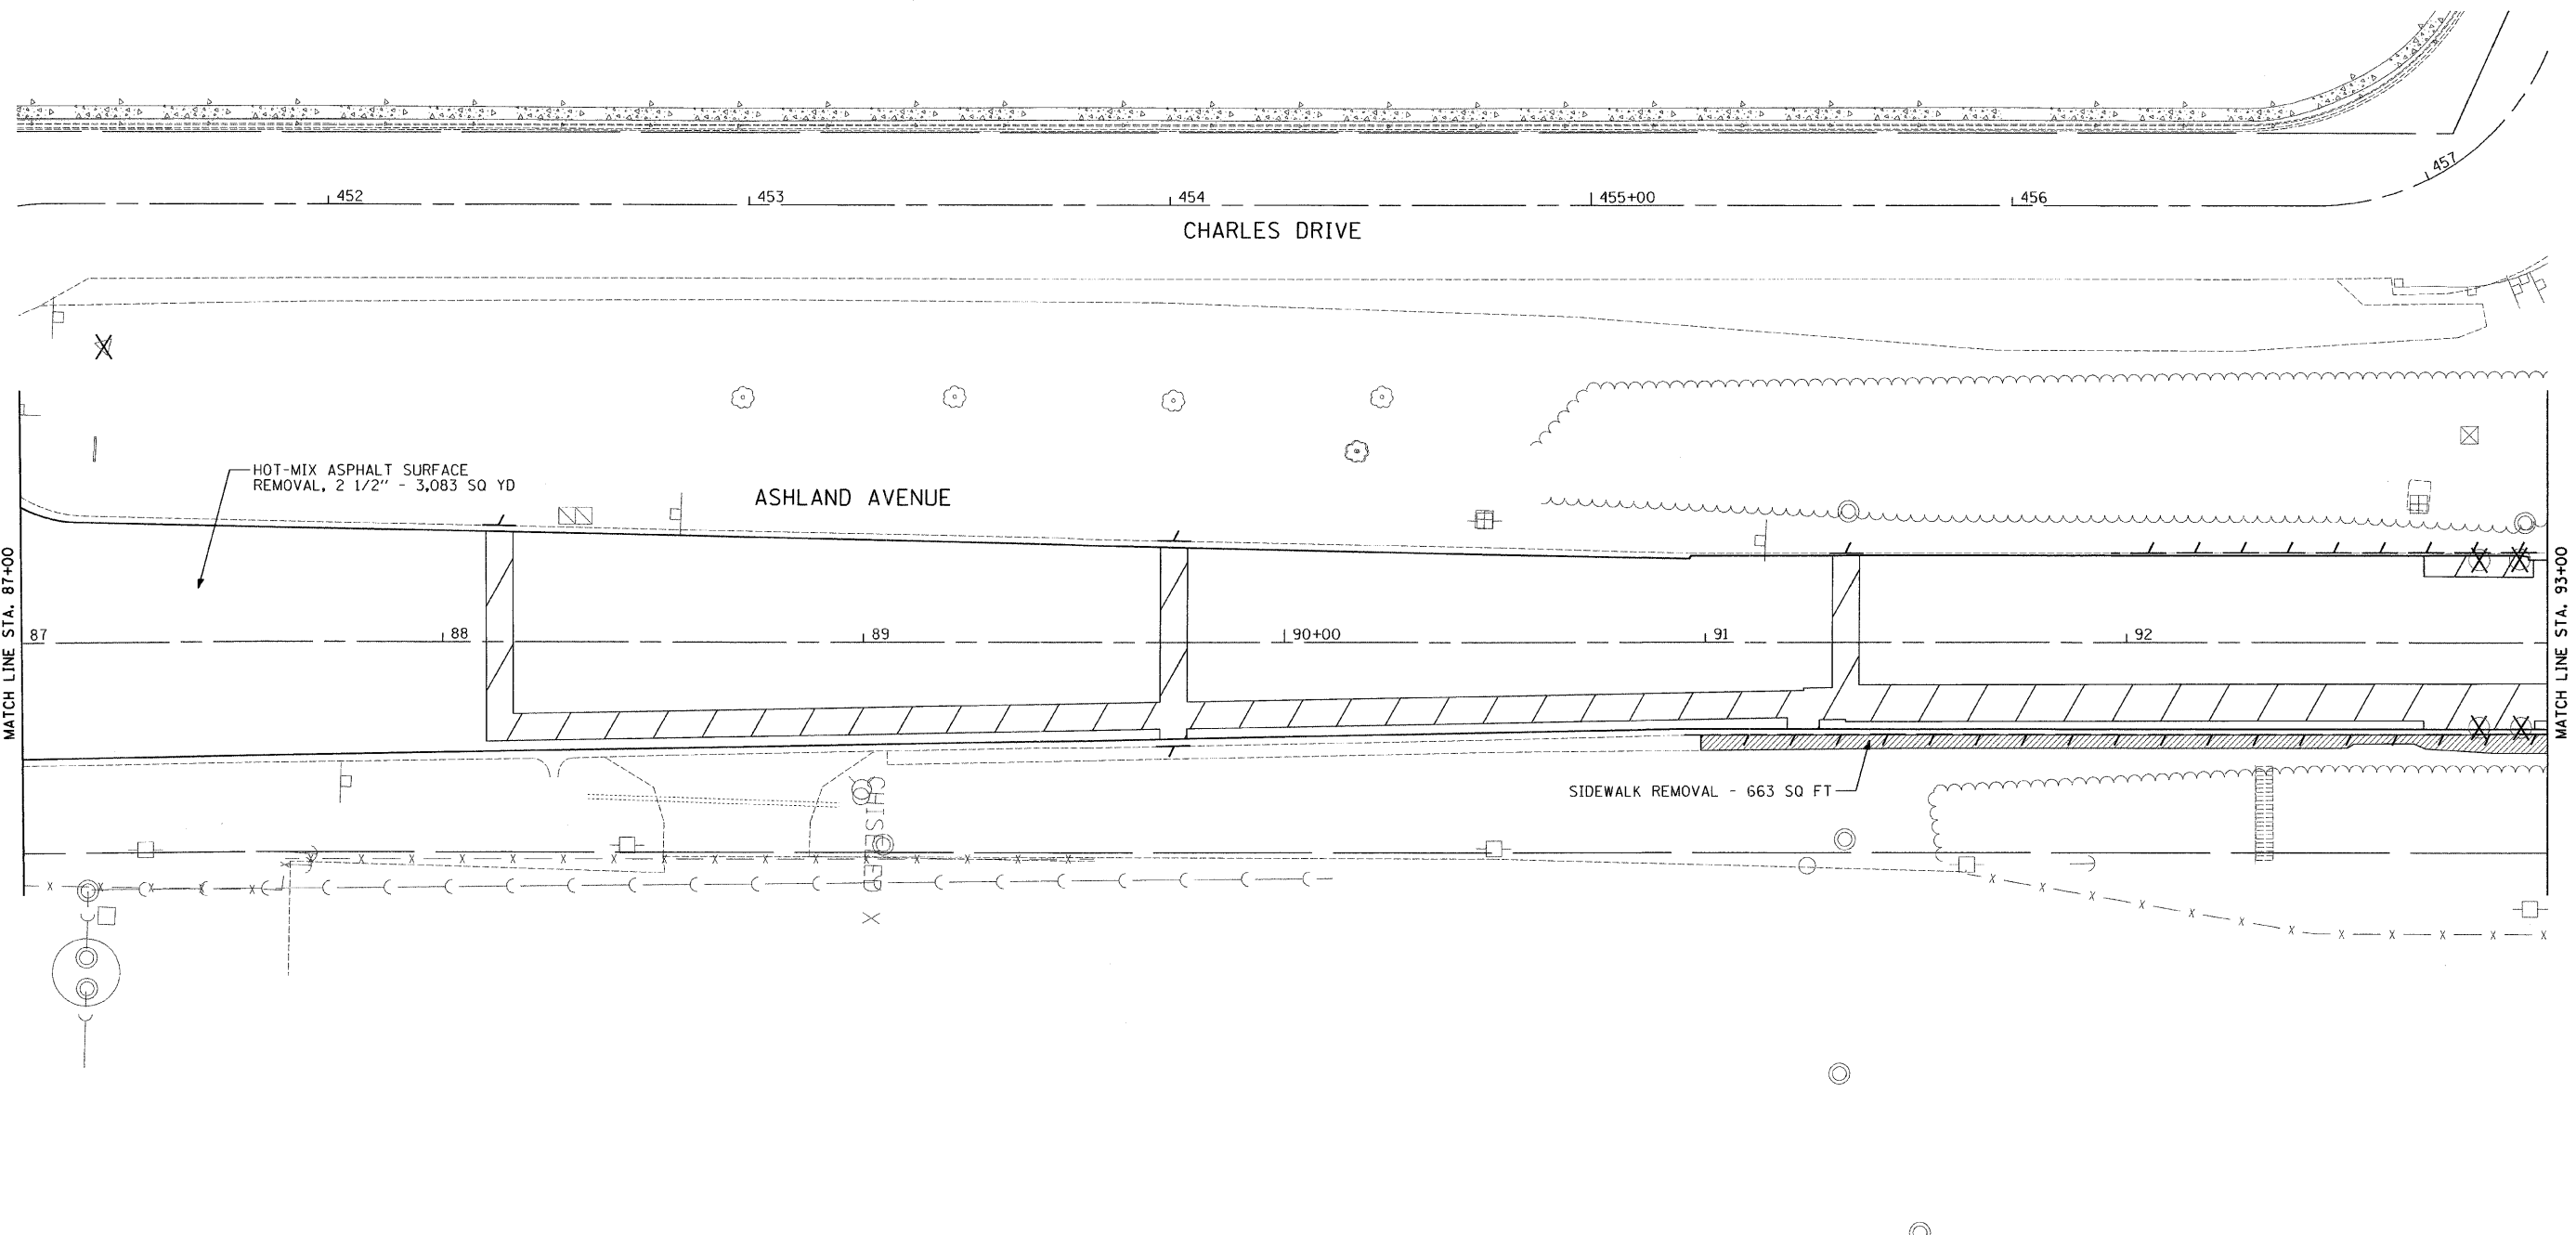 457
452
453
454
455+00
456
CHARLES DRIVE
HOT-MIX ASPHALT SURFACE
REMOVAL, 2 1/2" - 3,083 SQ YD
ASHLAND AVENUE
MATCH LINE STA. 87+00
MATCH LINE STA. 93+00
87
88
89
90+00
91
92
SIDEWALK REMOVAL - 663 SQ FT